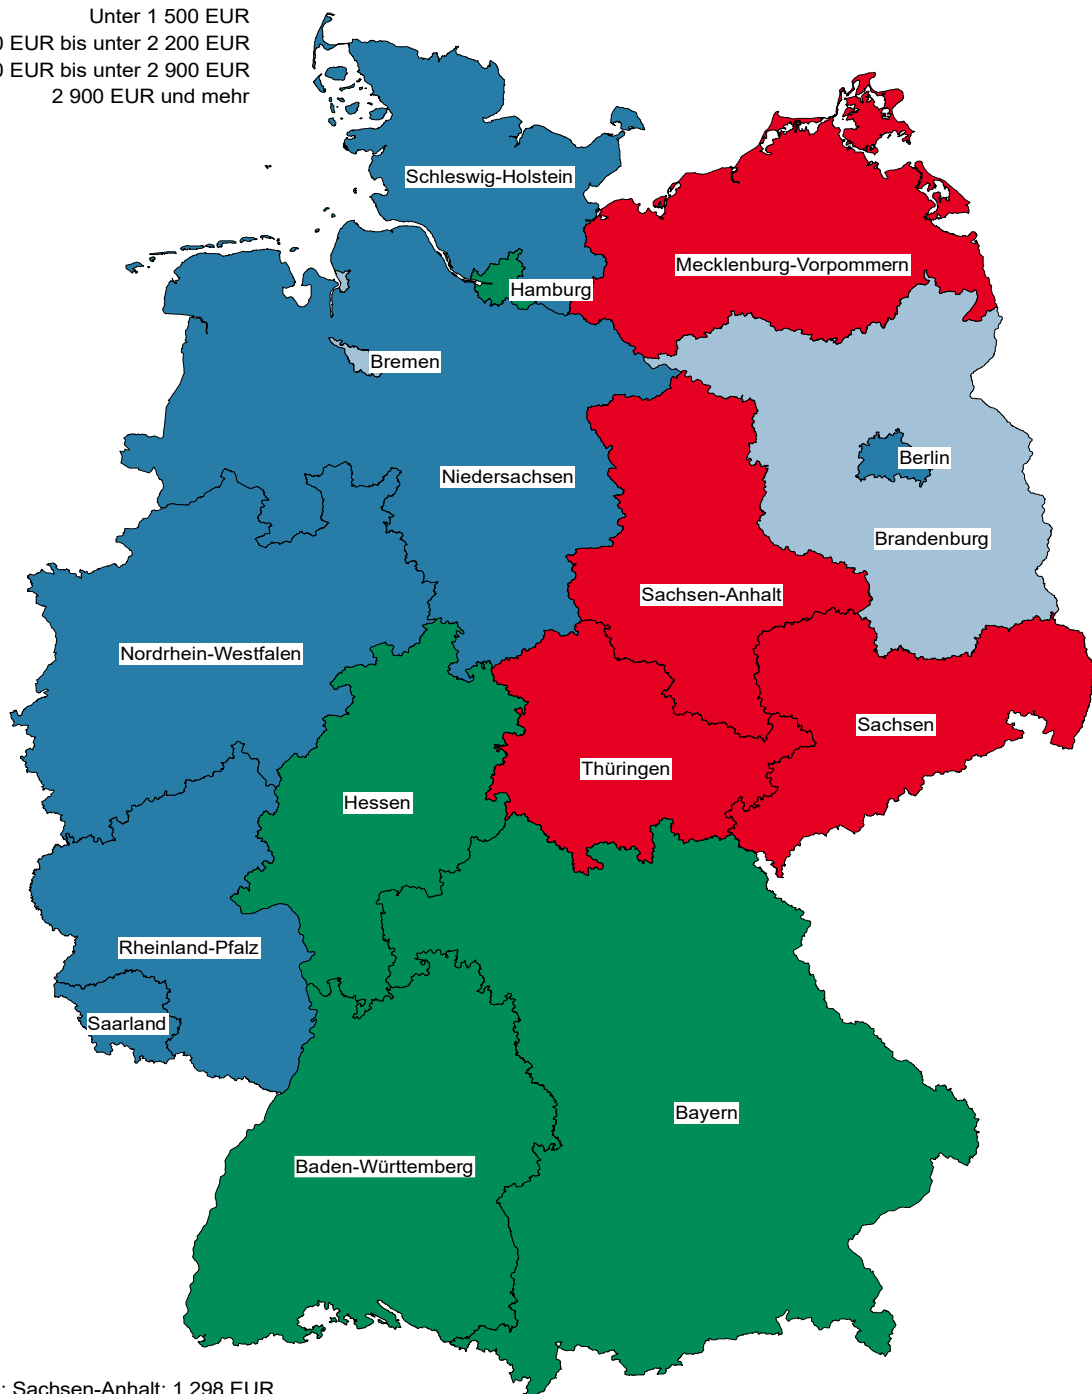 Unter 1 500 EUR
0 EUR bis unter 2 200 EUR
0 EUR bis unter 2 900 EUR
2 900 EUR und mehr
Schleswig-Holstein
Mecklenburg-Vorpommern
Hamburg
Bremen
Berlin
Niedersachsen
Brandenburg
Sachsen-Anhalt
Nordrhein-Westfalen
Sachsen
Thüringen
Hessen
Rheinland-Pfalz
Saarland
Bayern
Baden-Württemberg
: Sachsen-Anhalt: 1 298 EUR